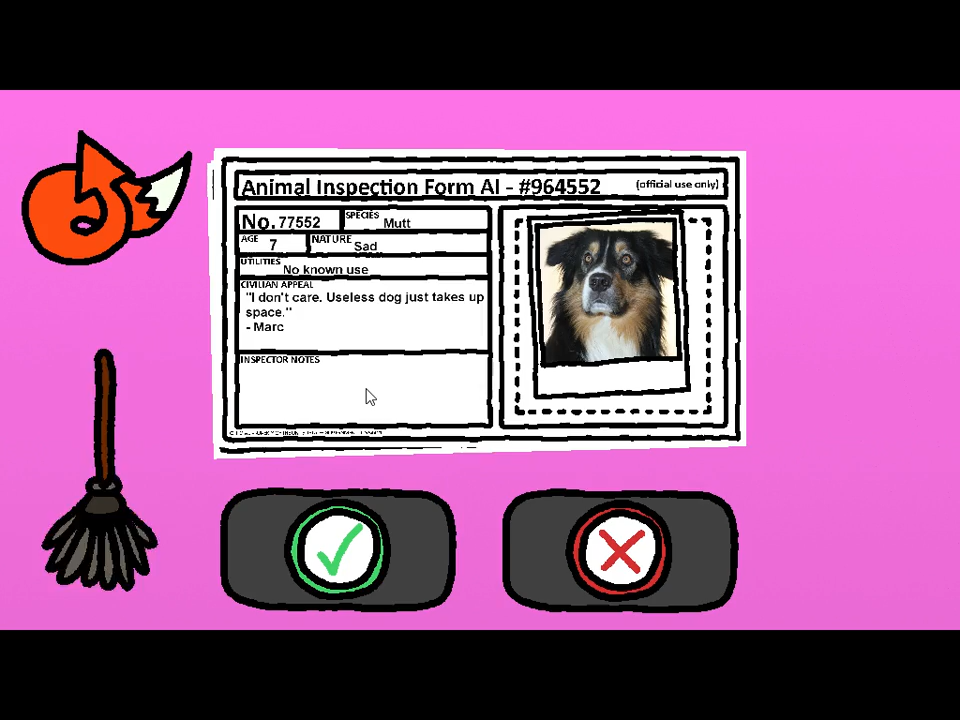 Animal Inspection Form AI - #964552 (official use only)
No. 77552 SPECIES Mutt
AGE 7 NATURE Sad
UTILITIES No known use
CIVILIAN APPEAL
"I don't care. Useless dog just takes up
space."
- Marc
INSPECTOR NOTES